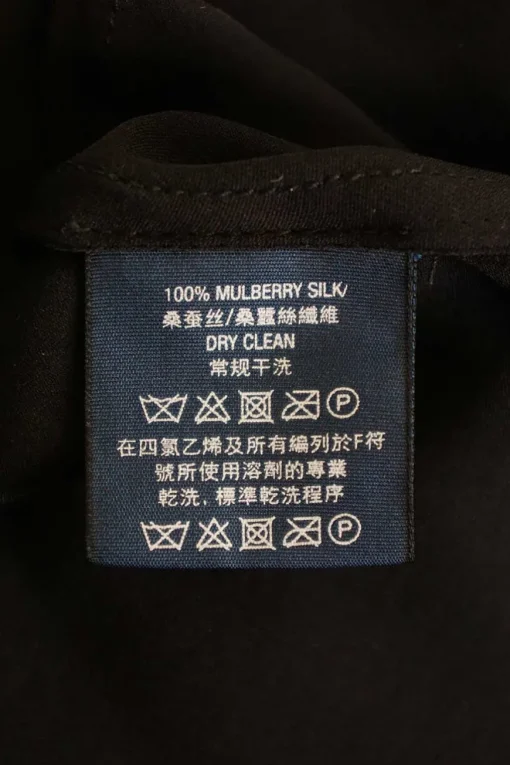 100% MULBERRY SILK/
桑蚕丝/桑蠶絲纖維
DRY CLEAN
常规干洗
P
在四氯乙烯及所有編列於F符
號所使用溶劑的專業
乾洗,標準乾洗程序
P